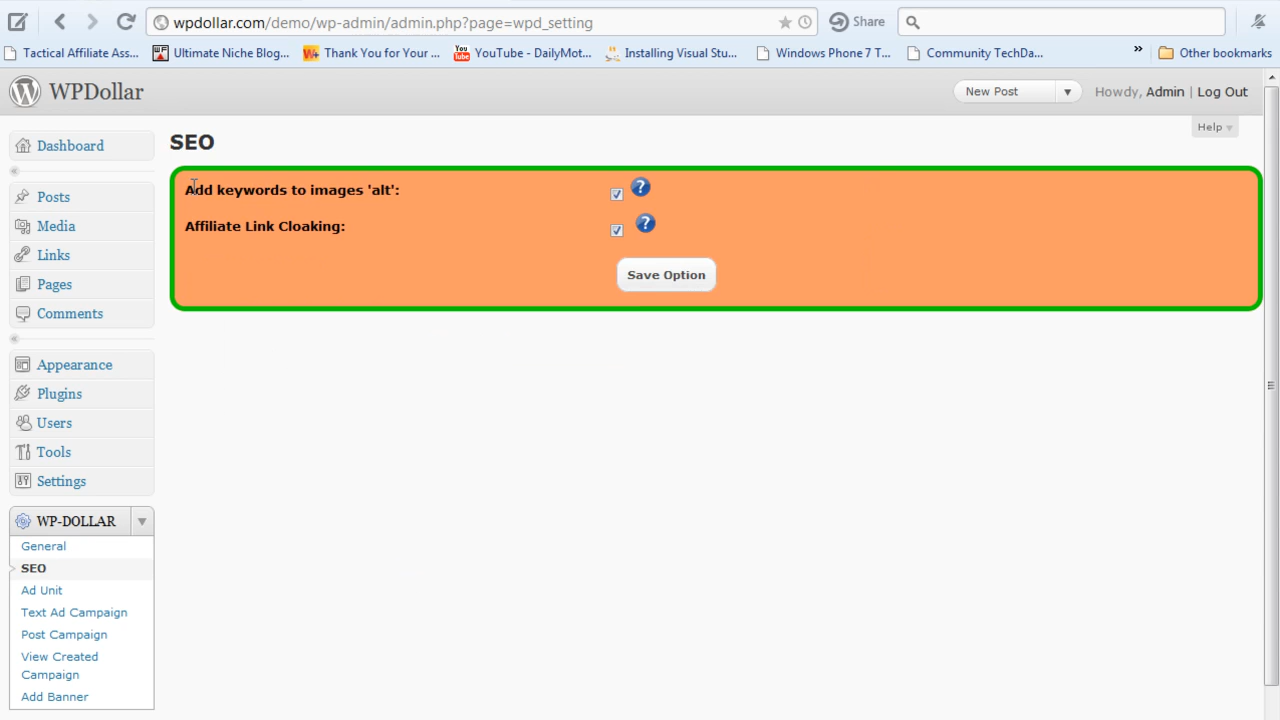 wpdollar.com/demo/wp-admin/admin.php?page=wpd_setting
Share
Tactical Affiliate Ass...
Ultimate Niche Blog...
Thank You for Your ...
YouTube - DailyMot...
Installing Visual Stu...
Windows Phone 7 T...
Community TechDa...
»
Other bookmarks
WPDollar
New Post
Howdy, Admin | Log Out
Help
Dashboard
Posts
Media
Links
Pages
Comments
Appearance
Plugins
Users
Tools
Settings
WP-DOLLAR
General
SEO
Ad Unit
Text Ad Campaign
Post Campaign
View Created
Campaign
Add Banner
SEO
Add keywords to images 'alt':
?
Affiliate Link Cloaking:
?
Save Option